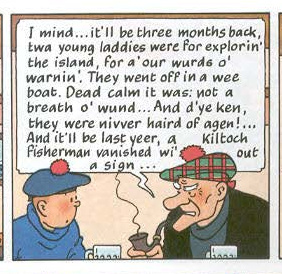 I mind...it'll be three months back,
twa young laddies were for explorin'
the island, for a' our wurds o'
warnin'. They went off in a wee
boat. Dead calm it was: not a
breath o' wund... And d'ye ken,
they were nivver haird of agen!...
And it'll be last yeer, a Kiltoch
fisherman vanished wi' out
a sign ...